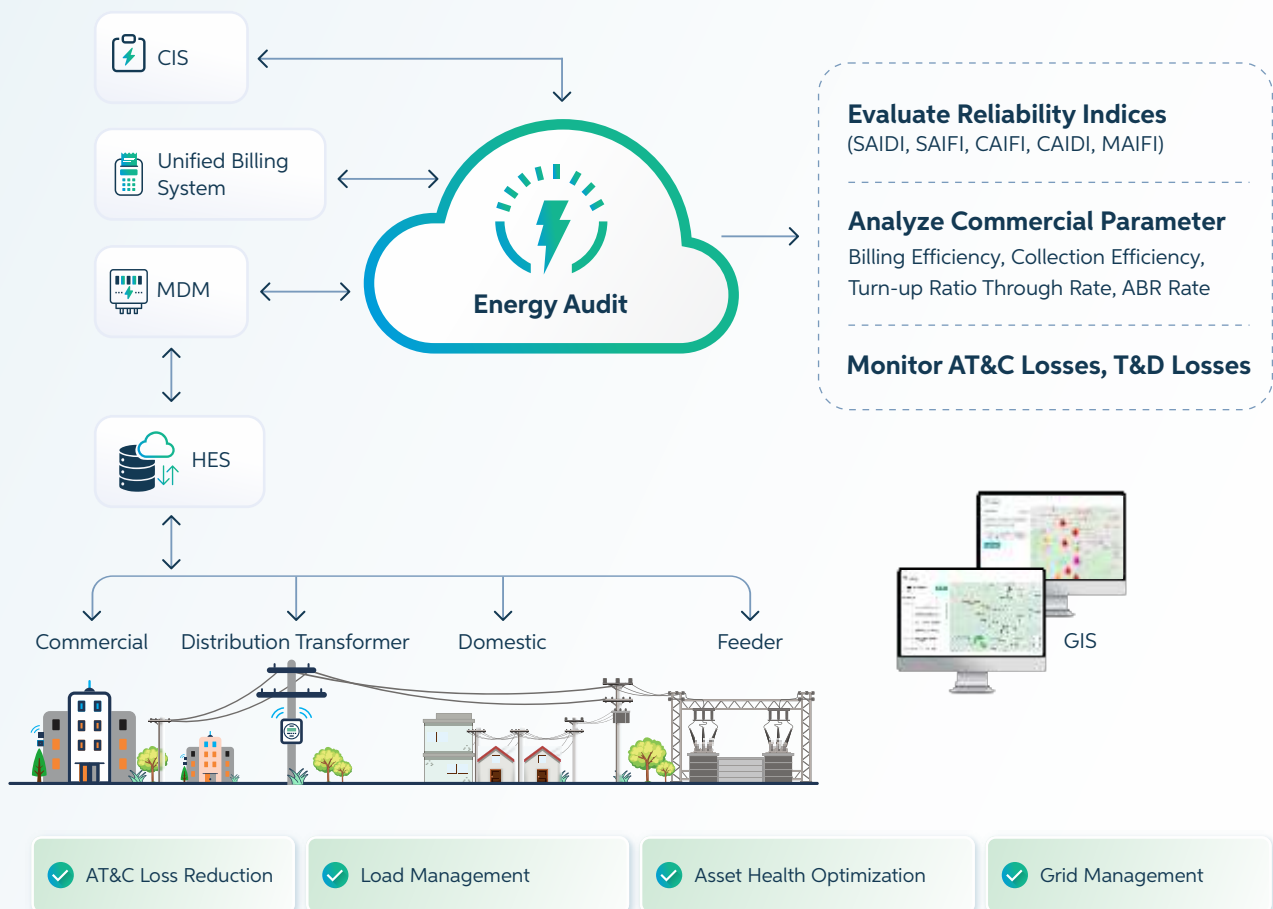 CIS
Unified Billing
System
MDM
HES
Energy Audit
Evaluate Reliability Indices
(SAIDI, SAIFI, CAIFI, CAIDI, MAIFI)
Analyze Commercial Parameter
Billing Efficiency, Collection Efficiency,
Turn-up Ratio Through Rate, ABR Rate
Monitor AT&C Losses, T&D Losses
Commercial
Distribution Transformer
Domestic
Feeder
GIS
AT&C Loss Reduction
Load Management
Asset Health Optimization
Grid Management